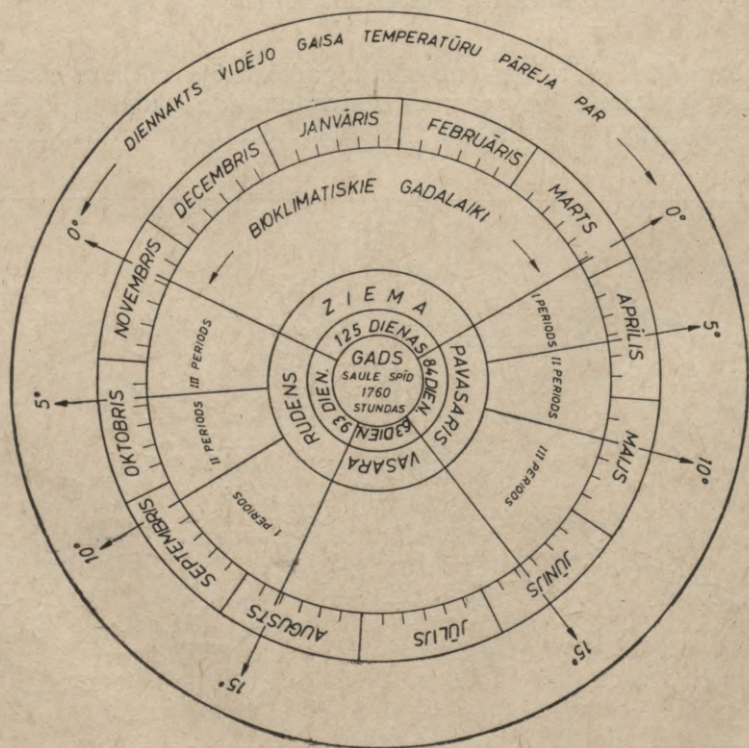 DIENNAKTS VIDĒJO GAISA TEMPERATŪRU PĀREJA PAR
JANVĀRIS
FEBRUĀRIS
MARTS
APRĪLIS
MAIJS
JŪNIJS
JŪLIJS
AUGUSTS
SEPTEMBRIS
OKTOBRIS
NOVEMBRIS
DECEMBRIS
0°
5°
10°
15°
15°
10°
5°
0°
BIOKLIMATISKIE GADALAIKI
I PERIODS
II PERIODS
III PERIODS
I PERIODS
II PERIODS
III PERIODS
ZIEMA
PAVASARIS
VASARA
RUDENS
125 DIENAS
84 DIEN.
63 DIEN.
93 DIEN.
GADS
SAULE SPĪD
1760
STUNDAS